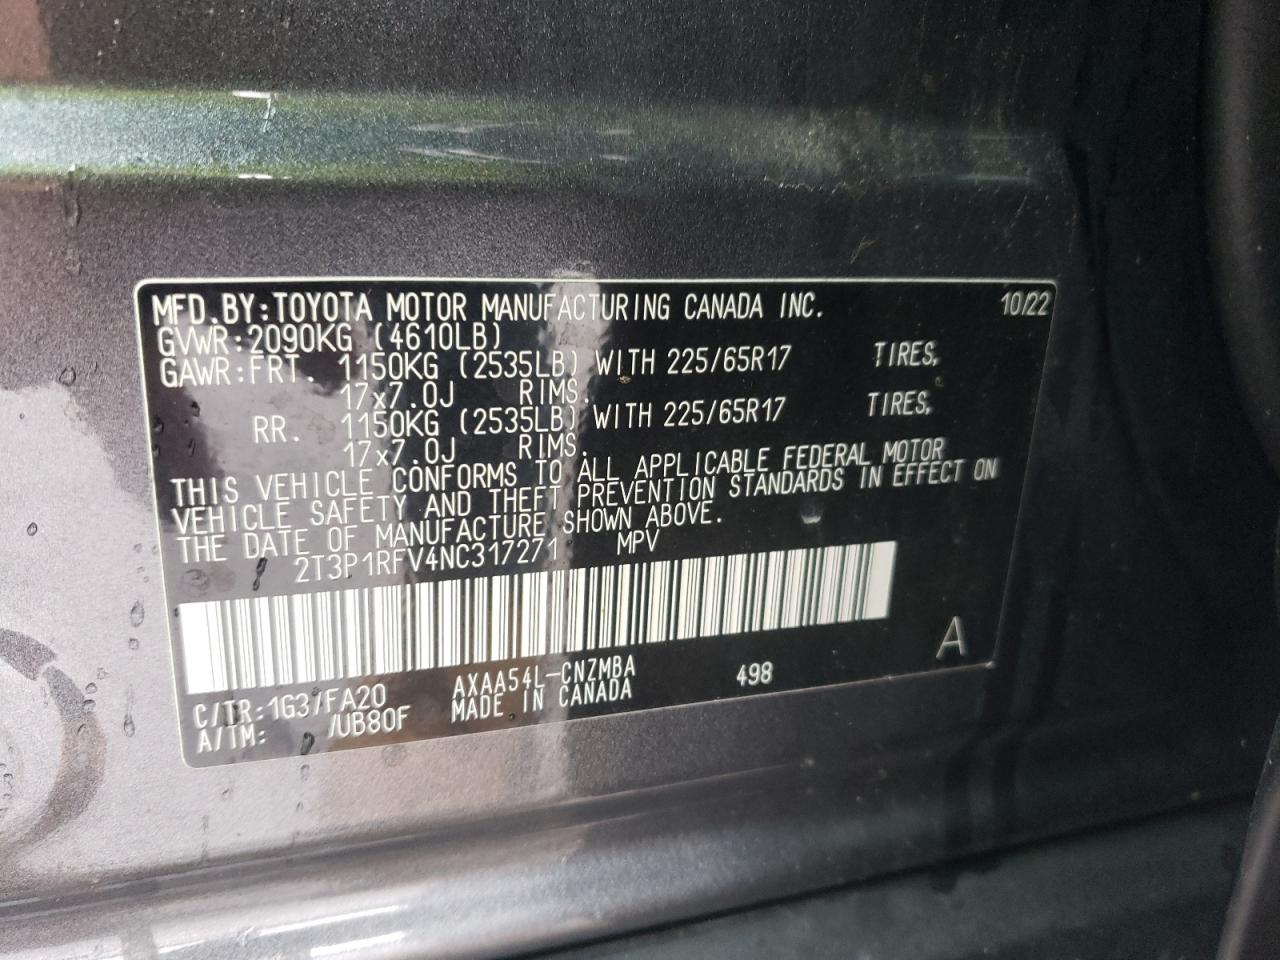 MFD.BY:TOYOTA MOTOR MANUFACTURING CANADA INC. 10/22
GVWR:2090KG (4610LB)
GAWR:FRT. 1150KG (2535LB) WITH 225/65R17 TIRES,
17x7.0J RIMS.
RR. 1150KG (2535LB) WITH 225/65R17 TIRES,
17x7.0J RIMS.
THIS VEHICLE CONFORMS TO ALL APPLICABLE FEDERAL MOTOR
VEHICLE SAFETY AND THEFT PREVENTION STANDARDS IN EFFECT ON
THE DATE OF MANUFACTURE SHOWN ABOVE.
2T3P1RFV4NC317271 MPV
A
C/TR:1G3/FA20 AXAA54L-CNZMBA 498
A/TM: /UB80F MADE IN CANADA